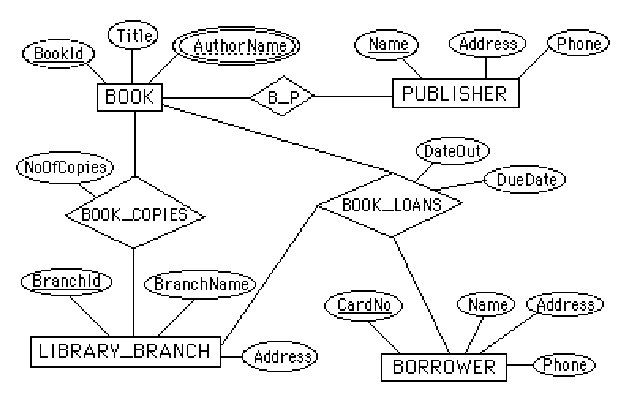 Title
AuthorName
BookId
Name
Address
Phone
BOOK
B_P
PUBLISHER
DateOut
NoOfCopies
DueDate
BOOK_COPIES
BOOK_LOANS
BranchId
BranchName
CardNo
Name
Address
LIBRARY_BRANCH
Address
BORROWER
Phone